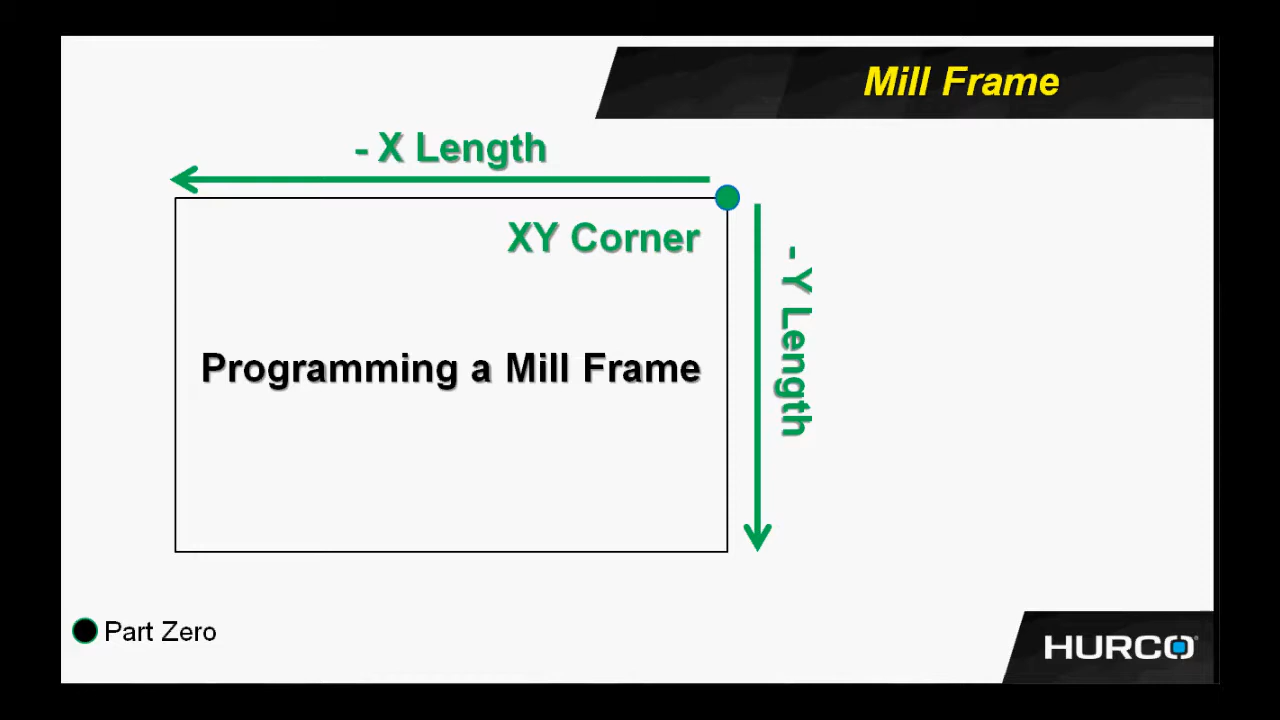 Mill Frame
- X Length
XY Corner
- Y Length
Programming a Mill Frame
Part Zero
HURCO